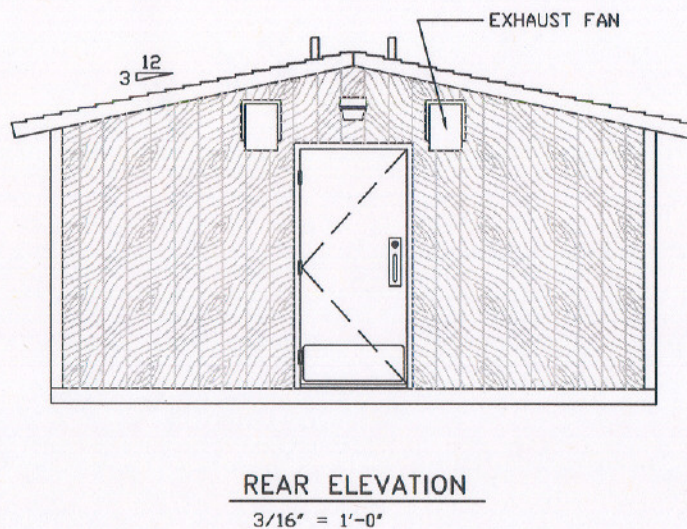 EXHAUST FAN
12
3
REAR ELEVATION
3/16" = 1'-0"